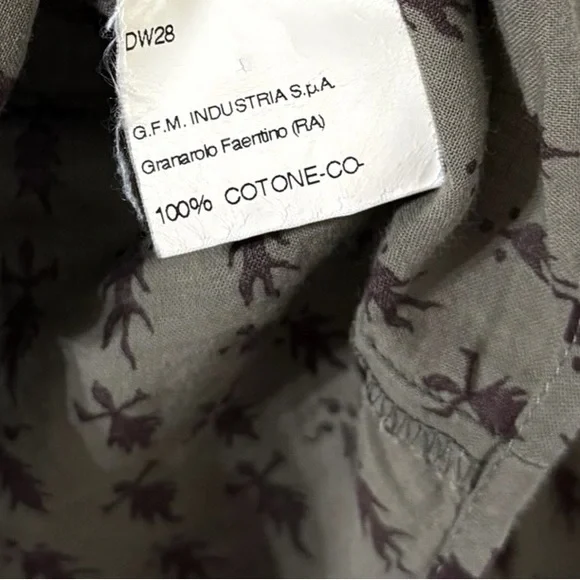 DW28
G.F.M. INDUSTRIA S.p.A.
Granarolo Faentino (RA)
100% COTONE-CO-